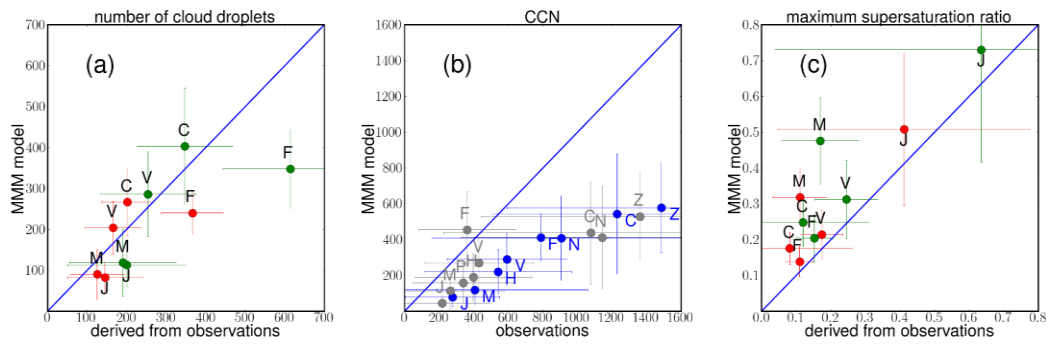 number of cloud droplets
CCN
maximum supersaturation ratio
(a)
(b)
(c)
MMM model
MMM model
MMM model
700
600
500
400
300
200
100
0 100 200 300 400 500 600 700
derived from observations
C
F
V
C
F
V
M
M
J
J
1600
1400
1200
1000
800
600
400
200
0 200 400 600 800 1000 1200 1400 1600
observations
F
Z
C N
C
Z
F N
V
H
V
P
H
M
J
M
J
0.8
0.7
0.6
0.5
0.4
0.3
0.2
0.1
0.0 0.1 0.2 0.3 0.4 0.5 0.6 0.7 0.8
derived from observations
J
J
M
M
V
C
F V
C
F